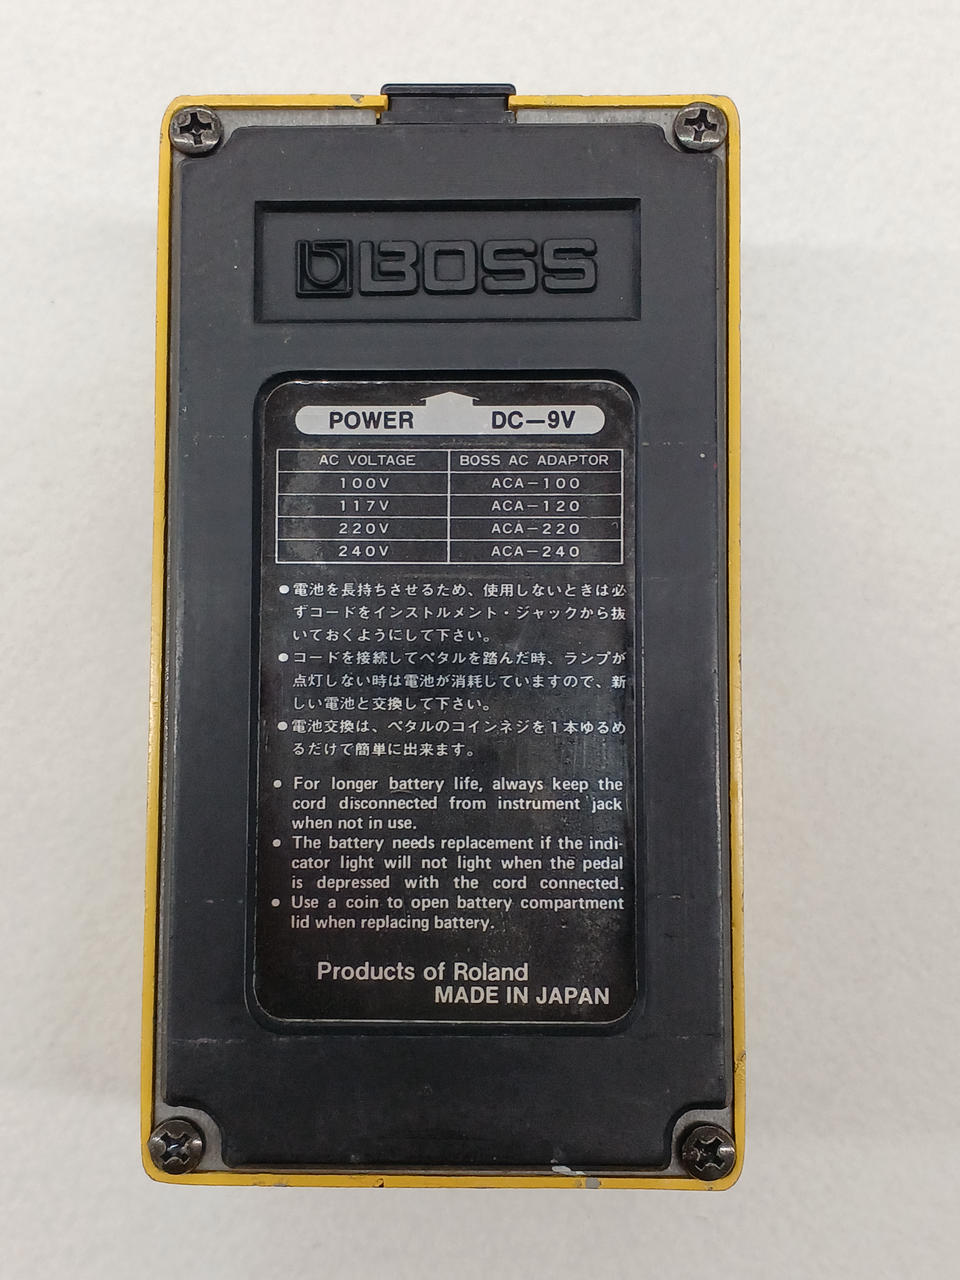 BOSS
POWER DC-9V
AC VOLTAGE BOSS AC ADAPTOR
100V ACA-100
117V ACA-120
220V ACA-220
240V ACA-240
●電池を長持ちさせるため、使用しないときは必
ずコードをインストルメント・ジャックから抜
いておくようにして下さい。
●コードを接続してペタルを踏んだ時、ランプが
点灯しない時は電池が消耗していますので、新
しい電池と交換して下さい。
●電池交換は、ペタルのコインネジを1本ゆるめ
るだけで簡単に出来ます。
● For longer battery life, always keep the
cord disconnected from instrument jack
when not in use.
● The battery needs replacement if the indi-
cator light will not light when the pedal
is depressed with the cord connected.
● Use a coin to open battery compartment
lid when replacing battery.
Products of Roland
MADE IN JAPAN